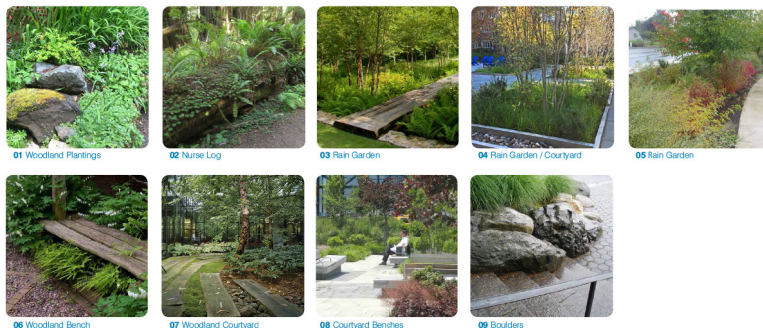 01 Woodland Plantings
02 Nurse Log
03 Rain Garden
04 Rain Garden / Courtyard
05 Rain Garden
06 Woodland Bench
07 Woodland Courtyard
08 Courtyard Benches
09 Boulders